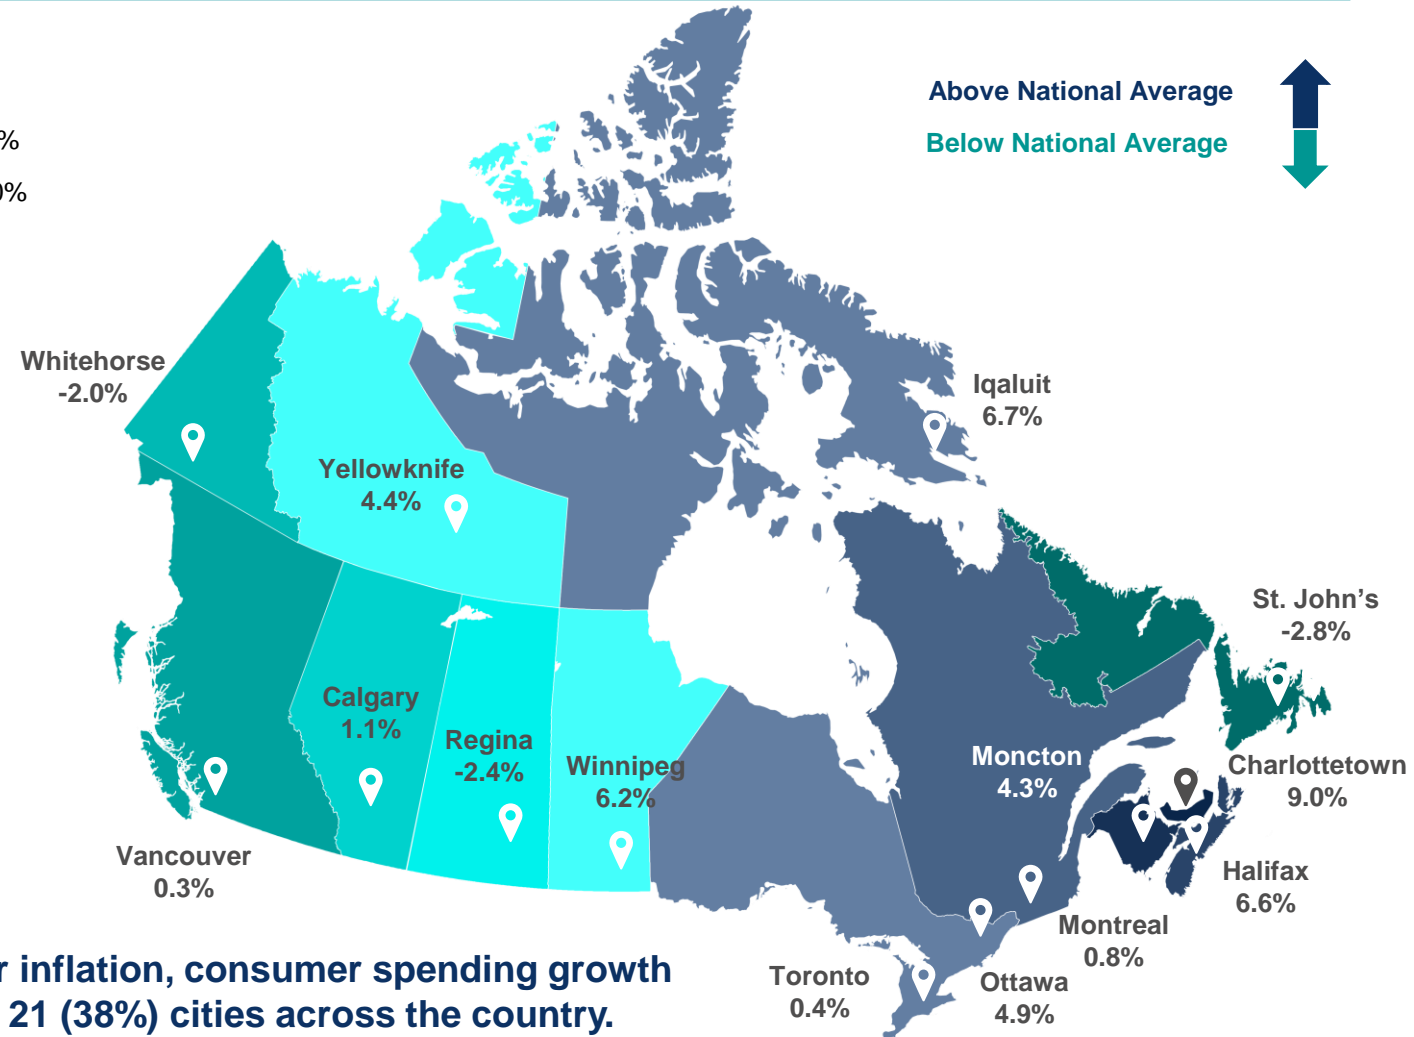 Above National Average
Below National Average
%
0%
Whitehorse
-2.0%
Iqaluit
6.7%
Yellowknife
4.4%
St. John's
-2.8%
Calgary
1.1%
Regina
-2.4%
Winnipeg
6.2%
Moncton
4.3%
Charlottetown
9.0%
Vancouver
0.3%
Halifax
6.6%
Montreal
0.8%
Toronto
0.4%
Ottawa
4.9%
r inflation, consumer spending growth
21 (38%) cities across the country.